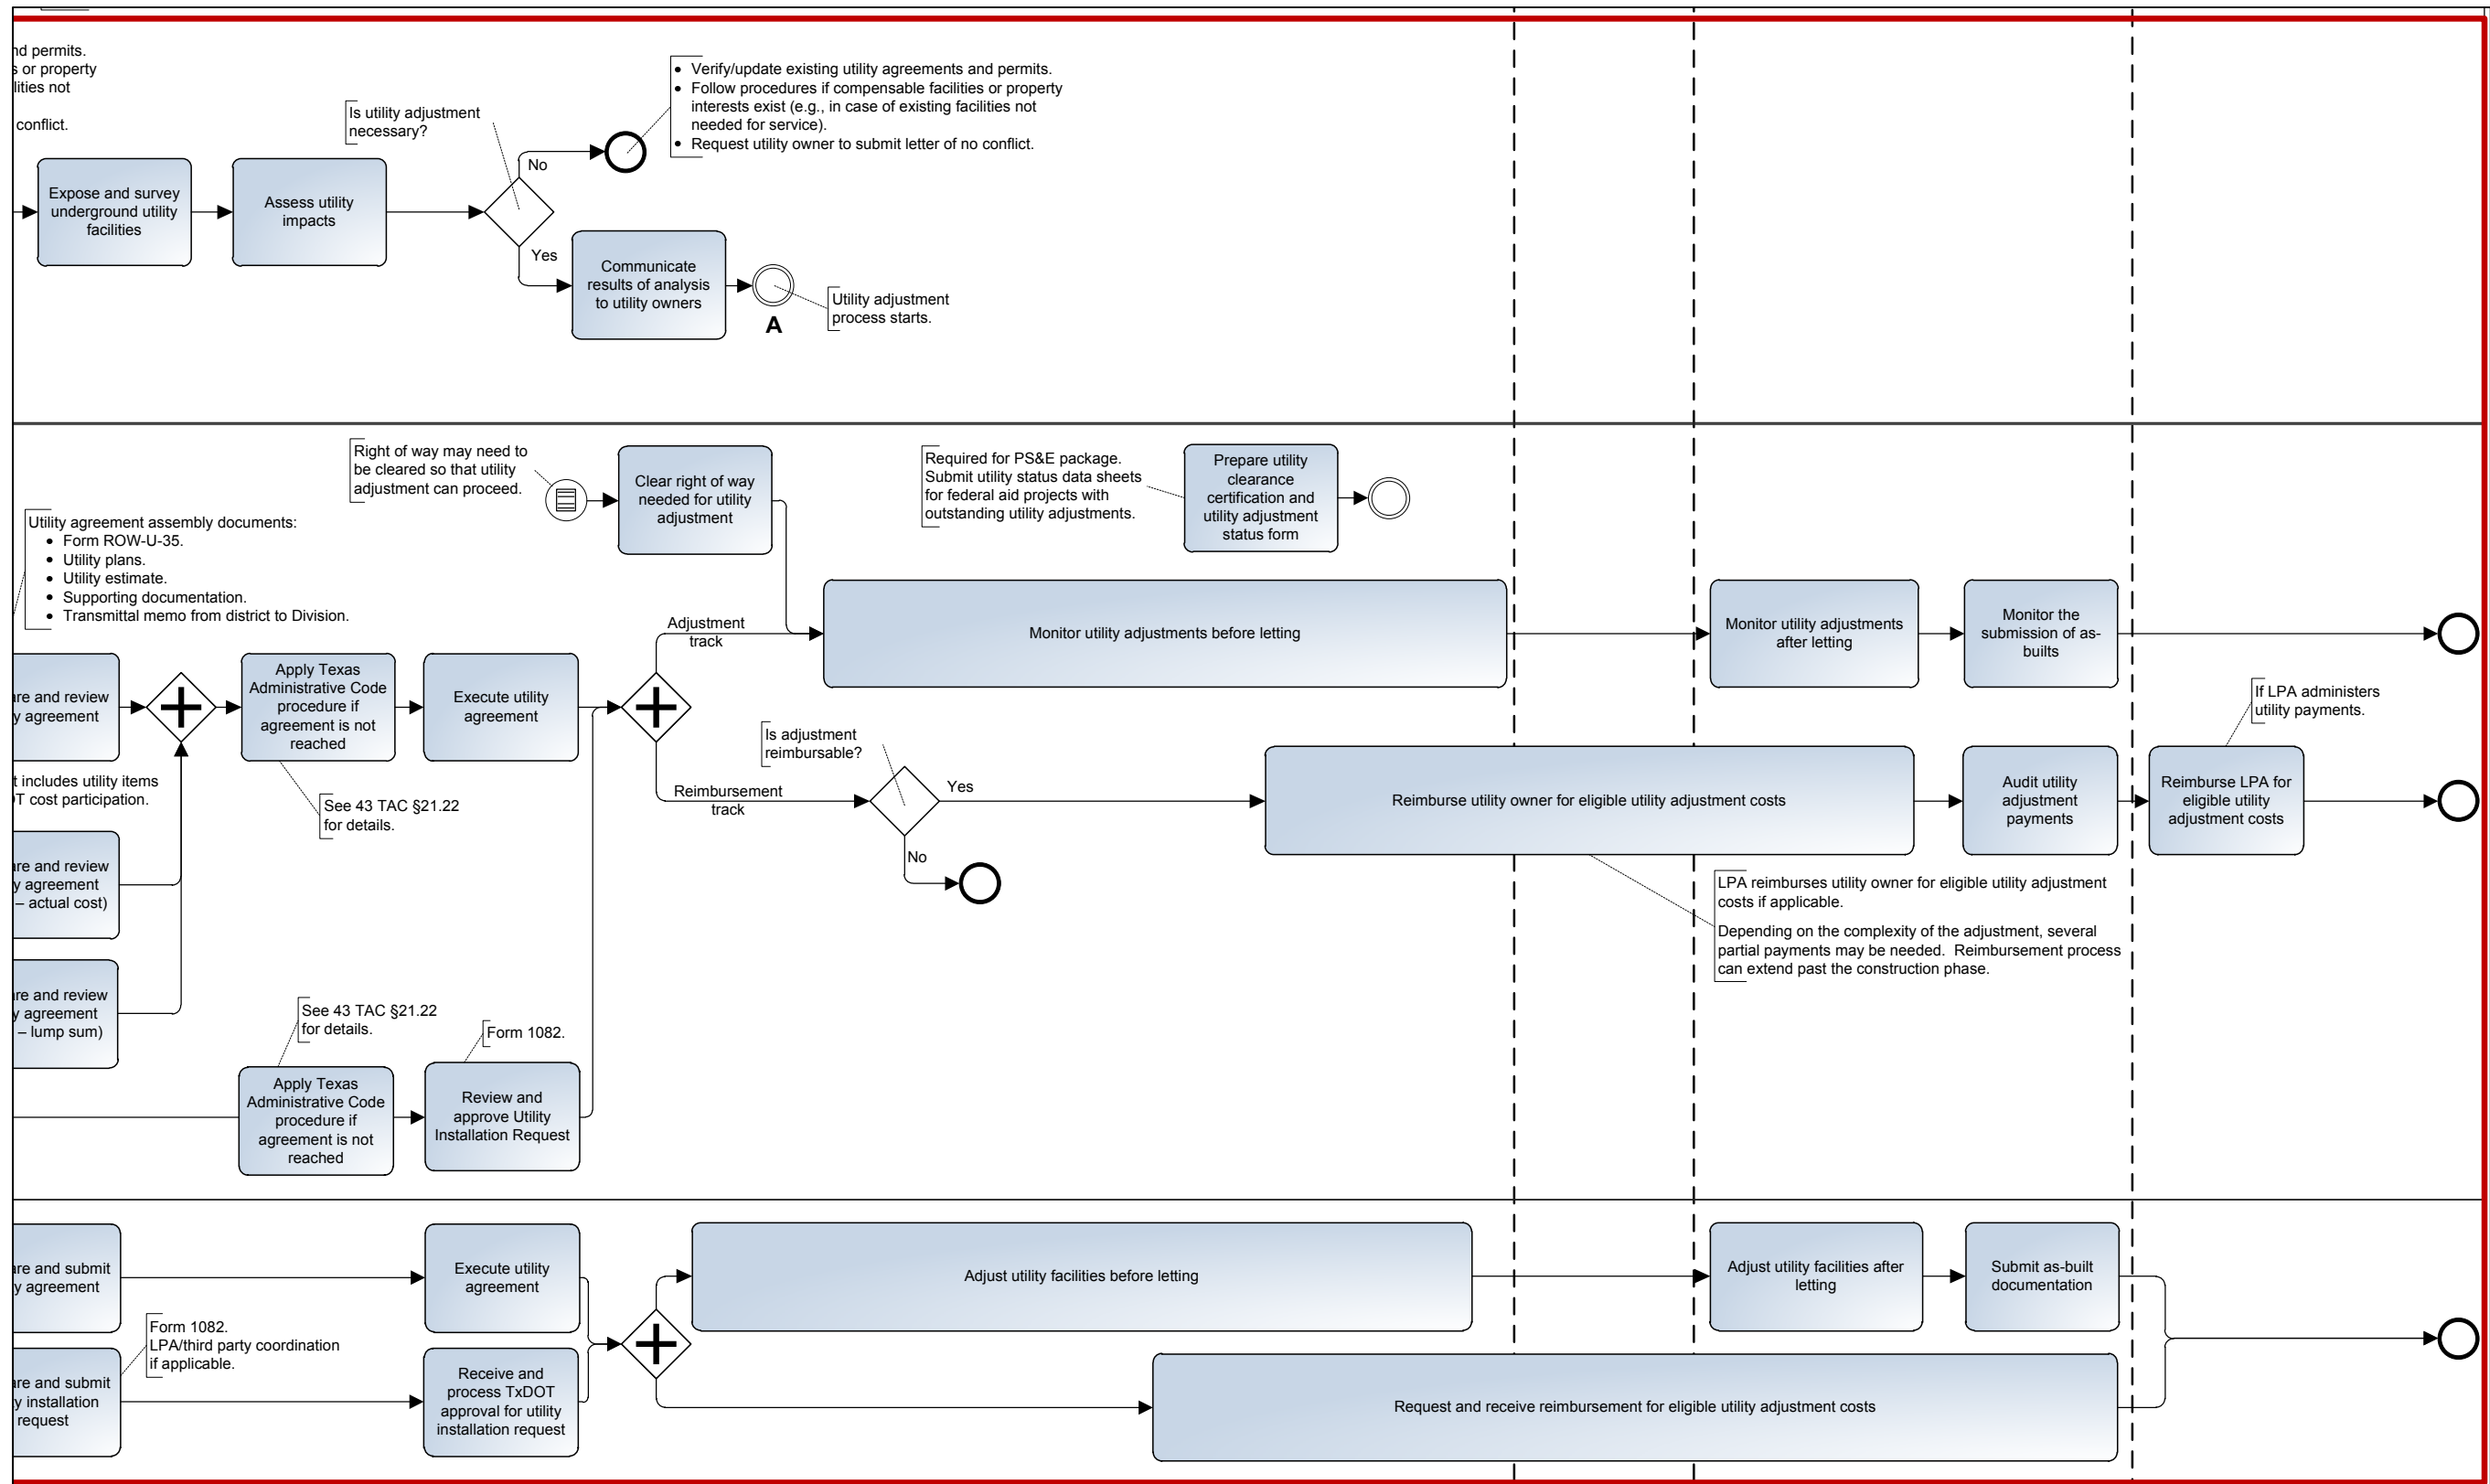 nd permits.
s or property
lities not
conflict.
Is utility adjustment
necessary?
• Verify/update existing utility agreements and permits.
• Follow procedures if compensable facilities or property
interests exist (e.g., in case of existing facilities not
needed for service).
• Request utility owner to submit letter of no conflict.
Expose and survey
underground utility
facilities
Assess utility
impacts
No
Yes
Communicate
results of analysis
to utility owners
A
Utility adjustment
process starts.
Right of way may need to
be cleared so that utility
adjustment can proceed.
Clear right of way
needed for utility
adjustment
Required for PS&E package.
Submit utility status data sheets
for federal aid projects with
outstanding utility adjustments.
Prepare utility
clearance
certification and
utility adjustment
status form
Utility agreement assembly documents:
• Form ROW-U-35.
• Utility plans.
• Utility estimate.
• Supporting documentation.
• Transmittal memo from district to Division.
Adjustment
track
Monitor utility adjustments before letting
Monitor utility adjustments
after letting
Monitor the
submission of as-
builts
are and review
y agreement
Apply Texas
Administrative Code
procedure if
agreement is not
reached
Execute utility
agreement
Is adjustment
reimbursable?
If LPA administers
utility payments.
t includes utility items
OT cost participation.
See 43 TAC §21.22
for details.
Reimbursement
track
Yes
No
Reimburse utility owner for eligible utility adjustment costs
Audit utility
adjustment
payments
Reimburse LPA for
eligible utility
adjustment costs
are and review
y agreement
– actual cost)
LPA reimburses utility owner for eligible utility adjustment
costs if applicable.
Depending on the complexity of the adjustment, several
partial payments may be needed. Reimbursement process
can extend past the construction phase.
are and review
y agreement
– lump sum)
See 43 TAC §21.22
for details.
Form 1082.
Apply Texas
Administrative Code
procedure if
agreement is not
reached
Review and
approve Utility
Installation Request
are and submit
y agreement
Execute utility
agreement
Adjust utility facilities before letting
Adjust utility facilities after
letting
Submit as-built
documentation
Form 1082.
LPA/third party coordination
if applicable.
are and submit
y installation
request
Receive and
process TxDOT
approval for utility
installation request
Request and receive reimbursement for eligible utility adjustment costs